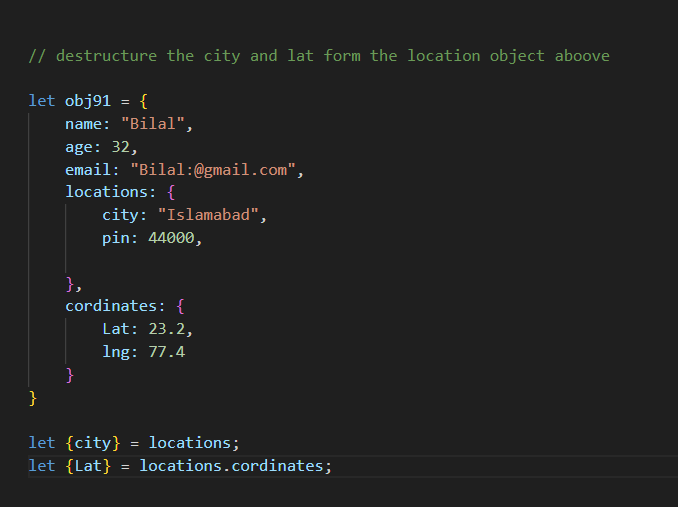 // destructure the city and lat form the location object aboove
let obj91 = {
name: "Bilal",
age: 32,
email: "Bilal:@gmail.com",
locations: {
city: "Islamabad",
pin: 44000,
},
cordinates: {
Lat: 23.2,
lng: 77.4
}
}
let {city} = locations;
let {Lat} = locations.cordinates;